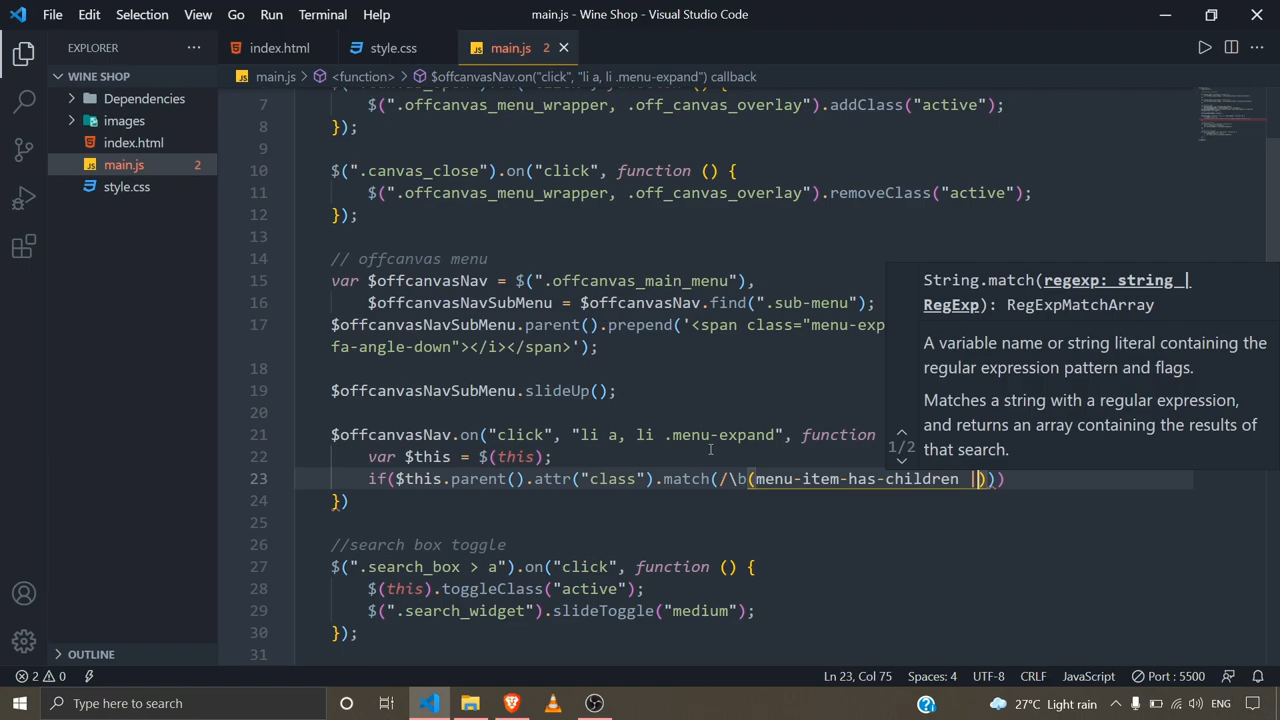 File Edit Selection View Go Run Terminal Help main.js - Wine Shop - Visual Studio Code
EXPLORER
index.html
style.css
main.js 2
WINE SHOP
Dependencies
images
index.html
main.js 2
style.css
OUTLINE
main.js > <function> > $offcanvasNav.on("click", "li a, li .menu-expand") callback
7 $(".offcanvas_menu_wrapper, .off_canvas_overlay").addClass("active");
8 });
9
10 $(".canvas_close").on("click", function () {
11 $(".offcanvas_menu_wrapper, .off_canvas_overlay").removeClass("active");
12 });
13
14 // offcanvas menu
15 var $offcanvasNav = $(".offcanvas_main_menu"),
16 $offcanvasNavSubMenu = $offcanvasNav.find(".sub-menu");
17 $offcanvasNavSubMenu.parent().prepend('<span class="menu-exp
fa-angle-down"></i></span>');
18
19 $offcanvasNavSubMenu.slideUp();
20
21 $offcanvasNav.on("click", "li a, li .menu-expand", function
22 var $this = $(this);
23 if($this.parent().attr("class").match(/\b(menu-item-has-children |)))
24 })
25
26 //search box toggle
27 $(".search_box > a").on("click", function () {
28 $(this).toggleClass("active");
29 $(".search_widget").slideToggle("medium");
30 });
31
String.match(regexp: string |
RegExp): RegExpMatchArray
A variable name or string literal containing the
regular expression pattern and flags.
Matches a string with a regular expression,
and returns an array containing the results of
that search.
1/2
2 0 Ln 23, Col 75 Spaces: 4 UTF-8 CRLF JavaScript Port : 5500
Type here to search 27°C Light rain ENG